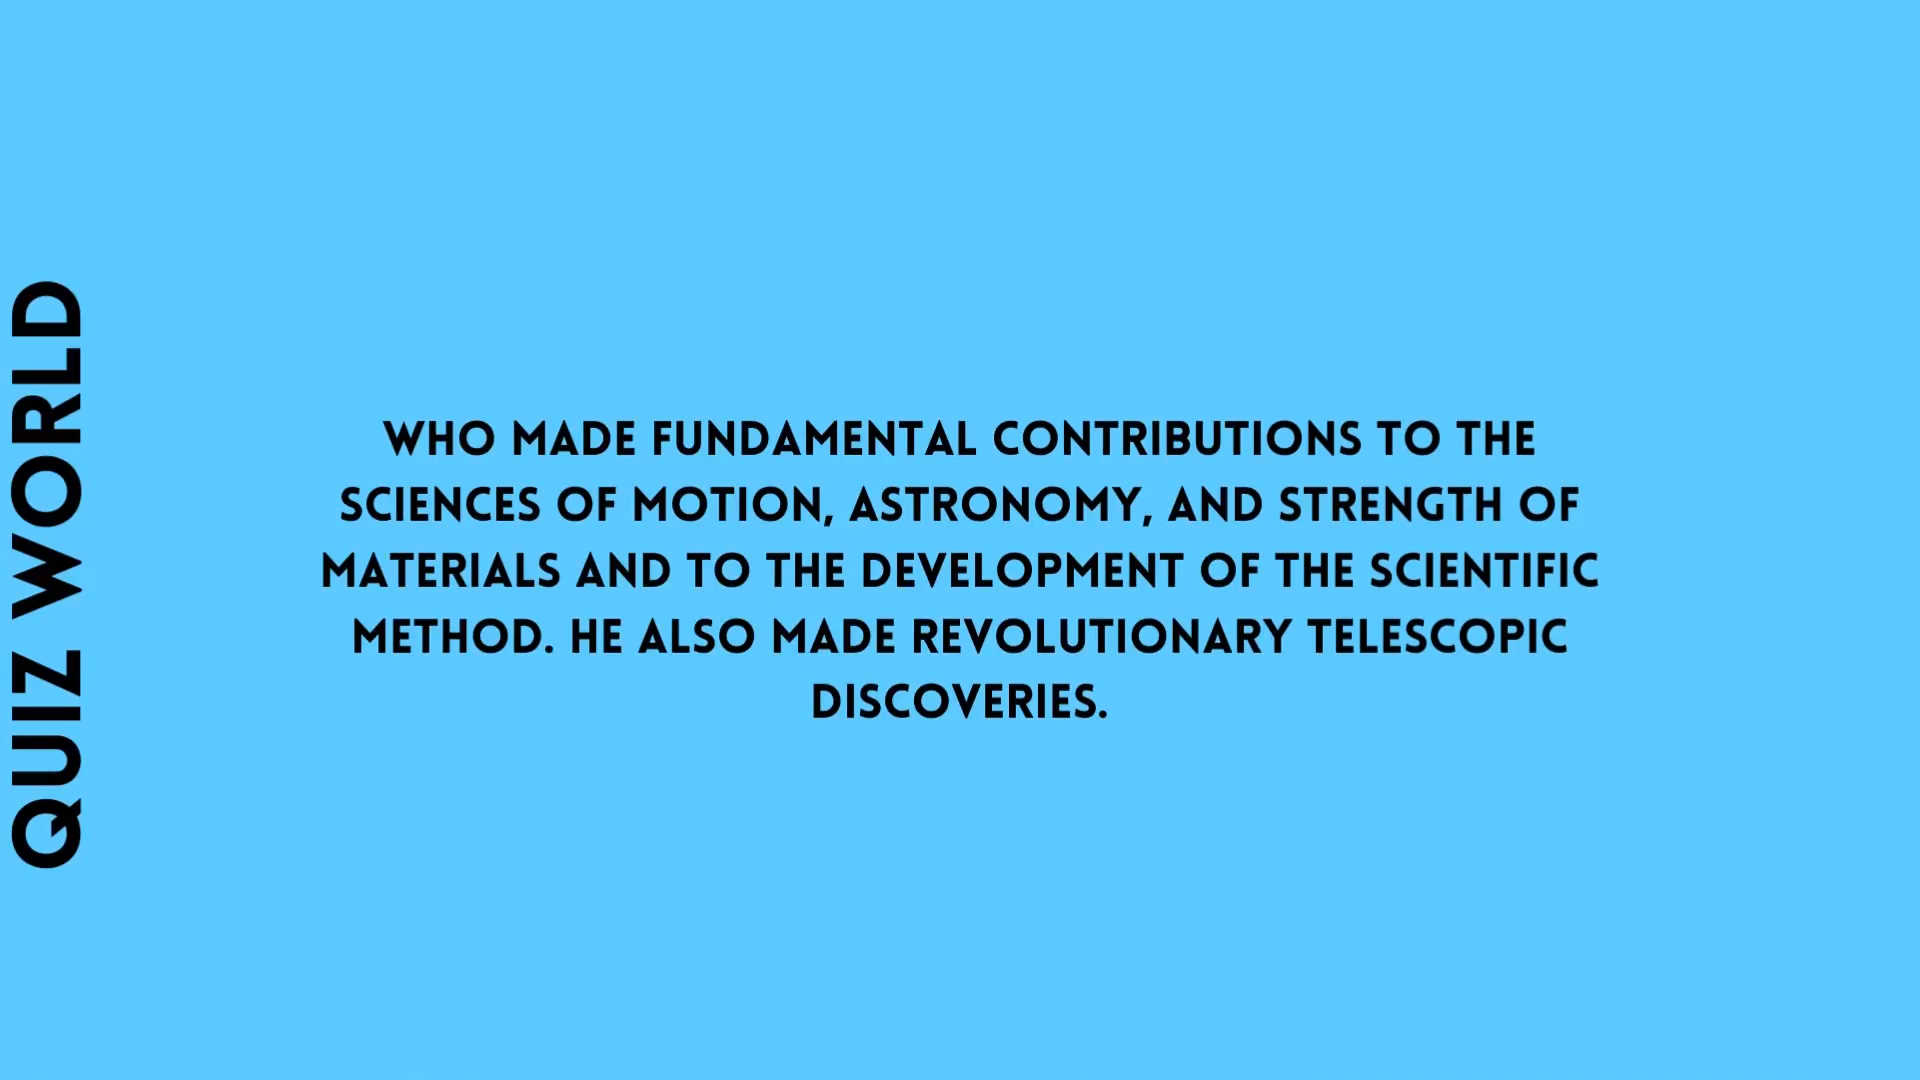 QUIZ WORLD
WHO MADE FUNDAMENTAL CONTRIBUTIONS TO THE
SCIENCES OF MOTION, ASTRONOMY, AND STRENGTH OF
MATERIALS AND TO THE DEVELOPMENT OF THE SCIENTIFIC
METHOD. HE ALSO MADE REVOLUTIONARY TELESCOPIC
DISCOVERIES.